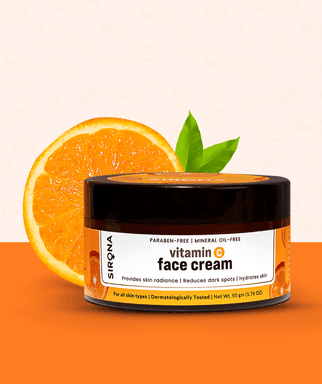 SIRONA
PARABEN-FREE | MINERAL OIL-FREE
vitamin C
face cream
Provides skin radiance | Reduces dark spots | Hydrates skin
For all skin types | Dermatologically Tested | Net Wt. 50 gm (1.76 OZ)
SIRONA